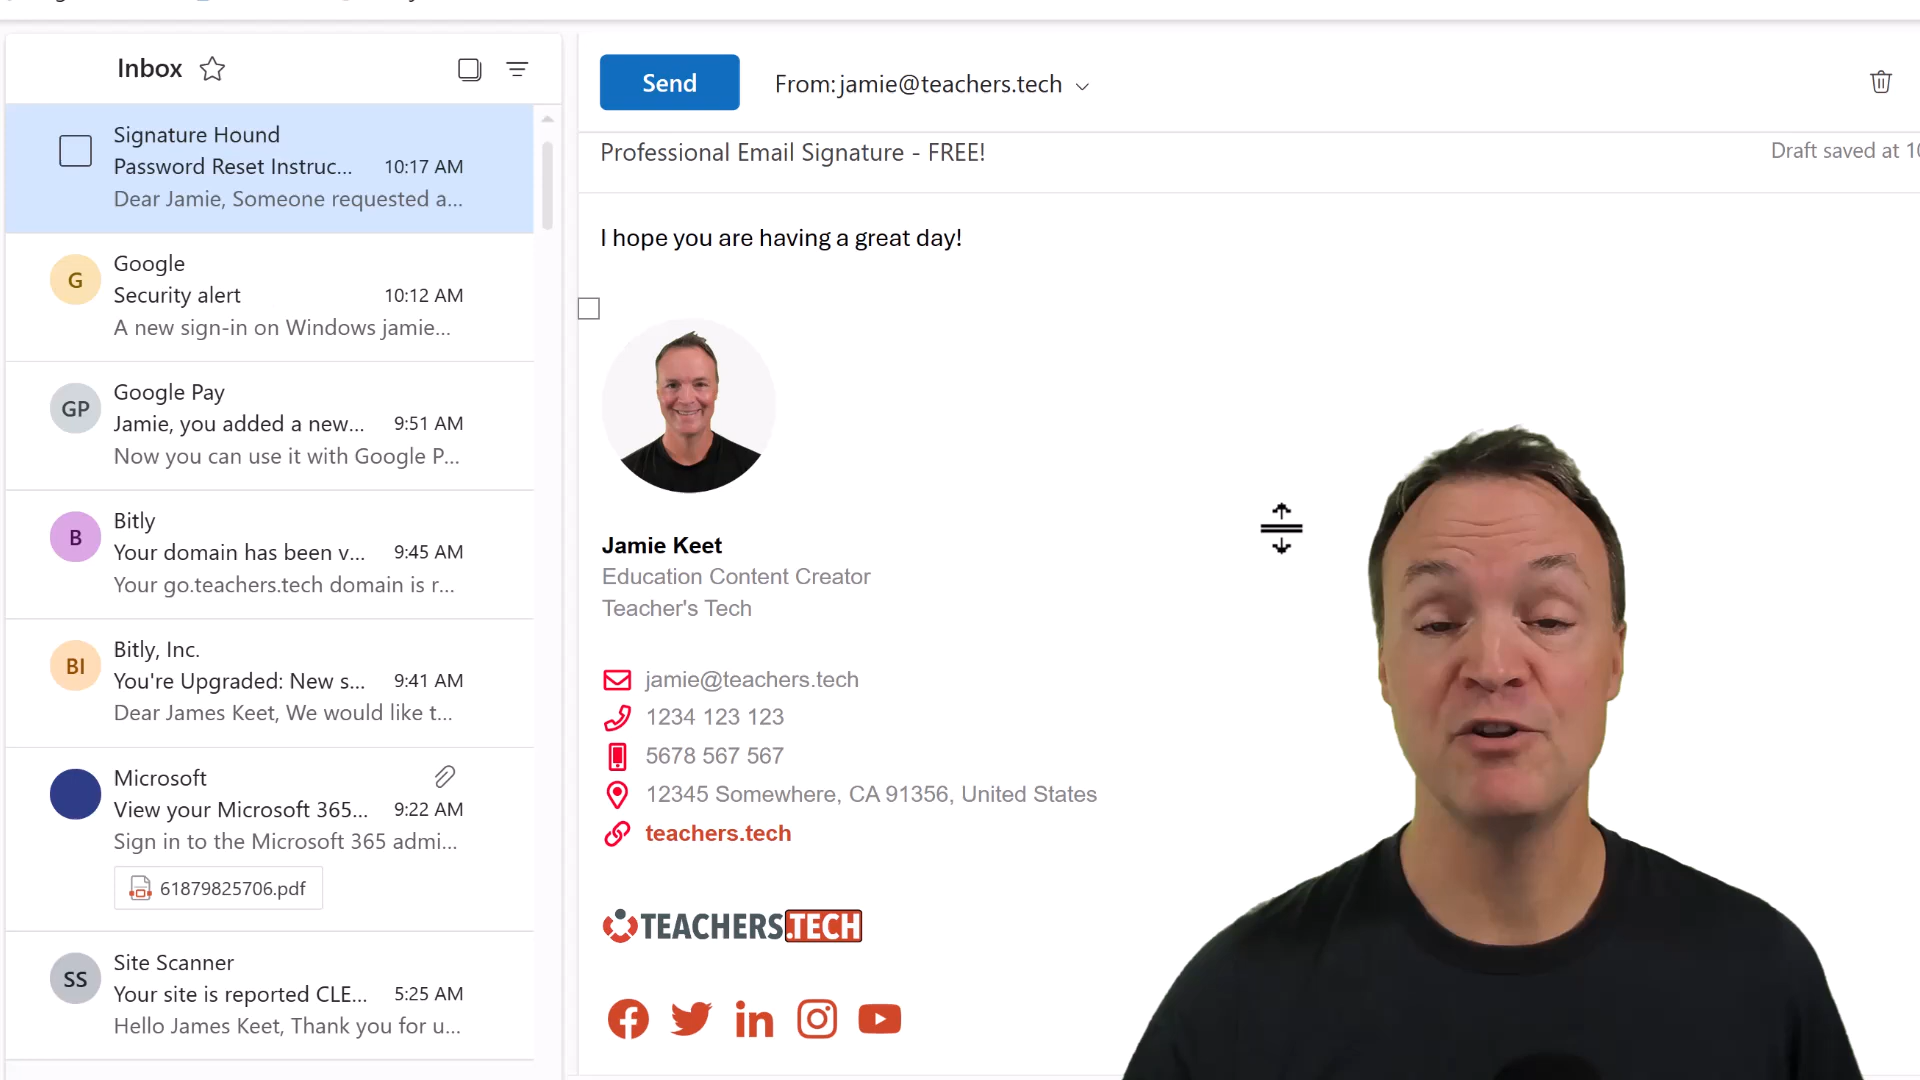 Inbox
Signature Hound
Password Reset Instruc... 10:17 AM
Dear Jamie, Someone requested a...
G
Google
Security alert 10:12 AM
A new sign-in on Windows jamie...
GP
Google Pay
Jamie, you added a new... 9:51 AM
Now you can use it with Google P...
B
Bitly
Your domain has been v... 9:45 AM
Your go.teachers.tech domain is r...
BI
Bitly, Inc.
You're Upgraded: New s... 9:41 AM
Dear James Keet, We would like t...
Microsoft
View your Microsoft 365... 9:22 AM
Sign in to the Microsoft 365 admi...
61879825706.pdf
SS
Site Scanner
Your site is reported CLE... 5:25 AM
Hello James Keet, Thank you for u...
Send
From: jamie@teachers.tech
Professional Email Signature - FREE!
Draft saved at 10
I hope you are having a great day!
Jamie Keet
Education Content Creator
Teacher's Tech
jamie@teachers.tech
1234 123 123
5678 567 567
12345 Somewhere, CA 91356, United States
teachers.tech
TEACHERS.TECH